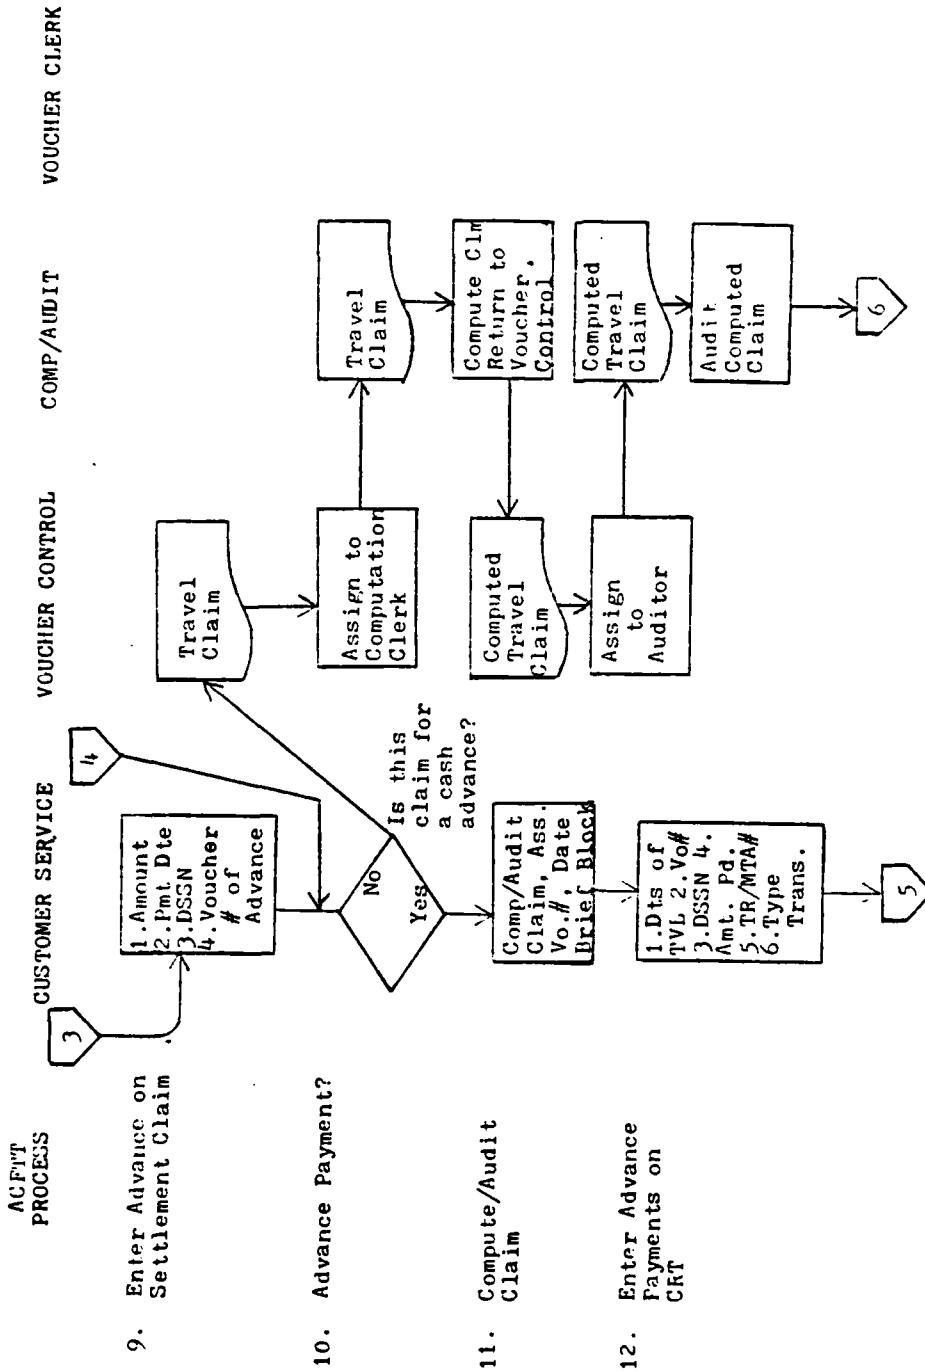 ACFTT
PROCESS
CUSTOMER SERVICE
VOUCHER CONTROL
COMP/AUDIT
VOUCHER CLERK
3
4
9. Enter Advance on
Settlement Claim
1.Amount
2.Pmt Dte
3.DSSN
4.Voucher
# of
Advance
Travel
Claim
10. Advance Payment?
No
Yes
Is this
claim for
a cash
advance?
Assign to
Computation
Clerk
Travel
Claim
11. Compute/Audit
Claim
Comp/Audit
Claim, Ass.
Vo.#, Date
Brief Block
Computed
Travel
Claim
Compute Clm
Return to
Voucher
Control
12. Enter Advance
Payments on
CRT
1.Dts of
TVL 2.Vo#
3.DSSN 4.
Amt. Pd.
5.TR/MTA#
6.Type
Trans.
Assign
to
Auditor
Computed
Travel
Claim
Audit
Computed
Claim
5
6